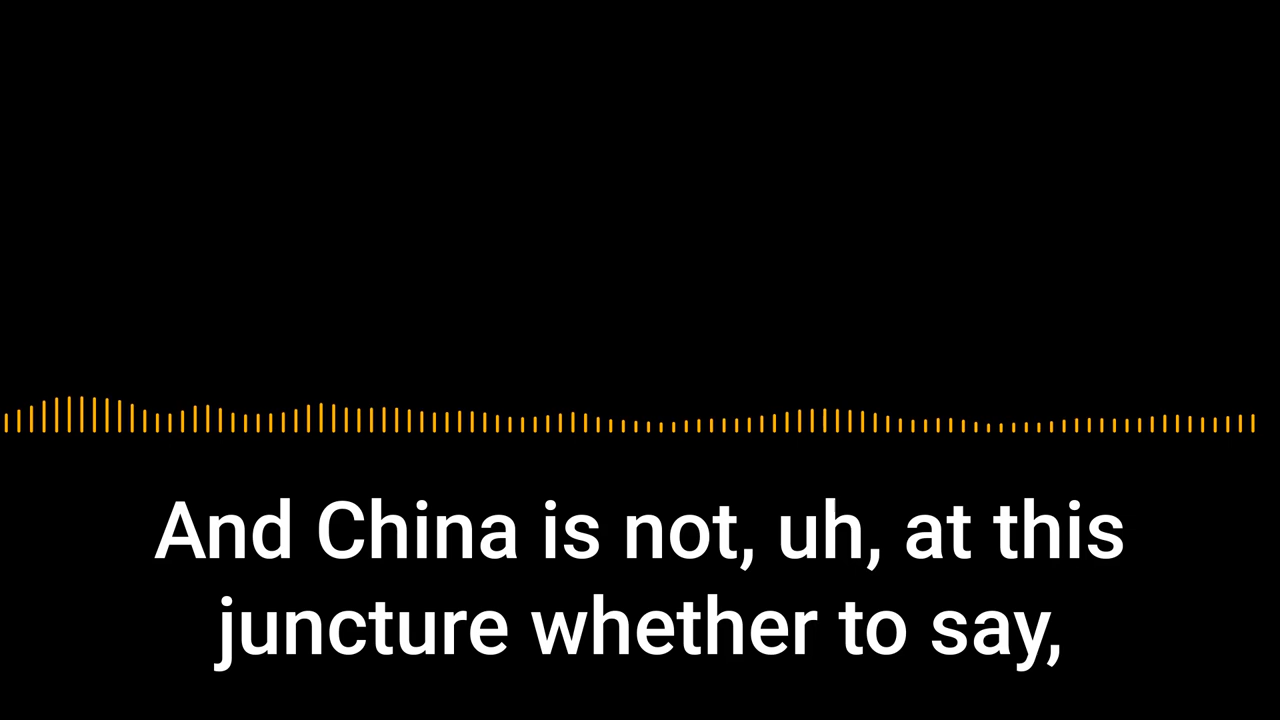 And China is not, uh, at this
juncture whether to say,